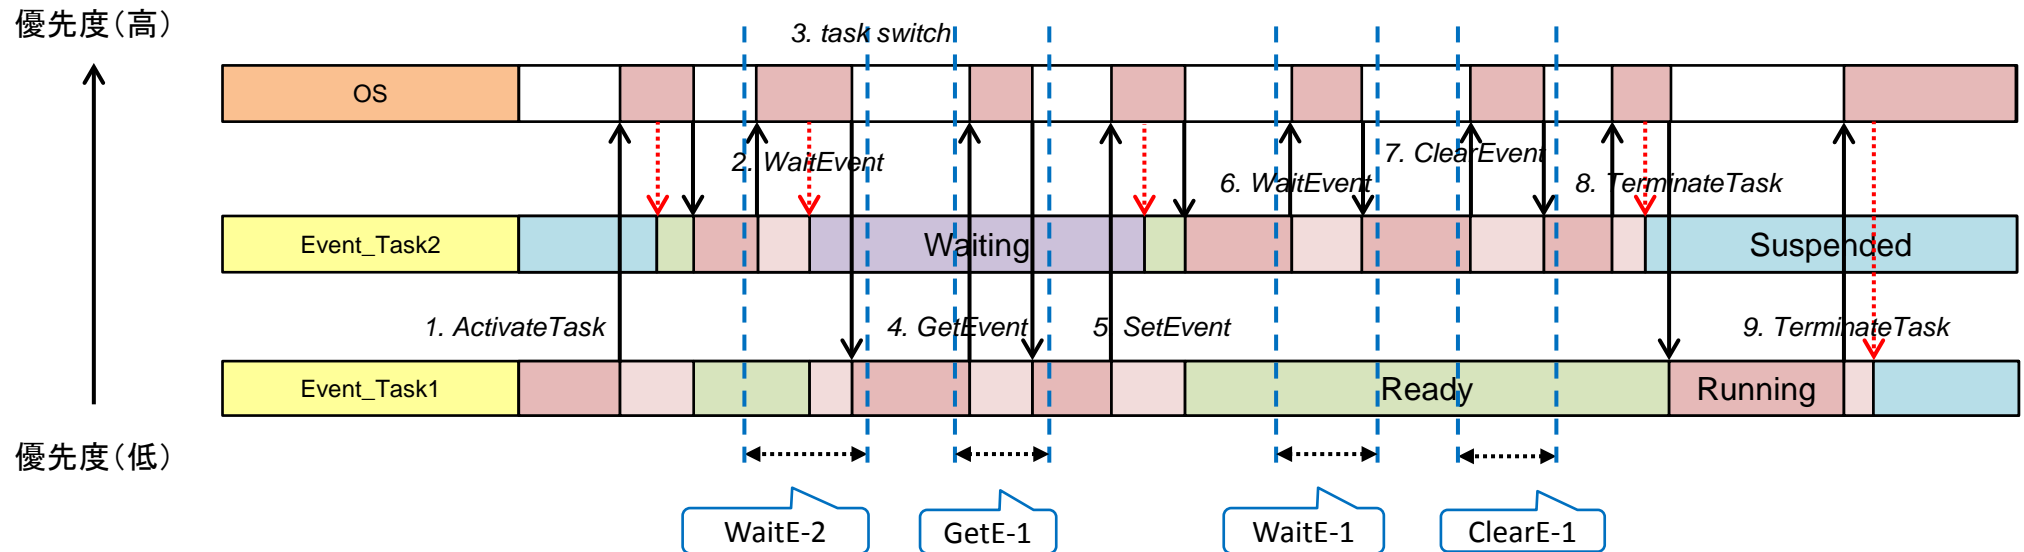 優先度(高)
3. task switch
OS
2. WaitEvent
7. ClearEvent
6. WaitEvent
8. TerminateTask
Event_Task2
Waiting
Suspended
1. ActivateTask
4. GetEvent
5. SetEvent
9. TerminateTask
Event_Task1
Ready
Running
優先度(低)
WaitE-2
GetE-1
WaitE-1
ClearE-1